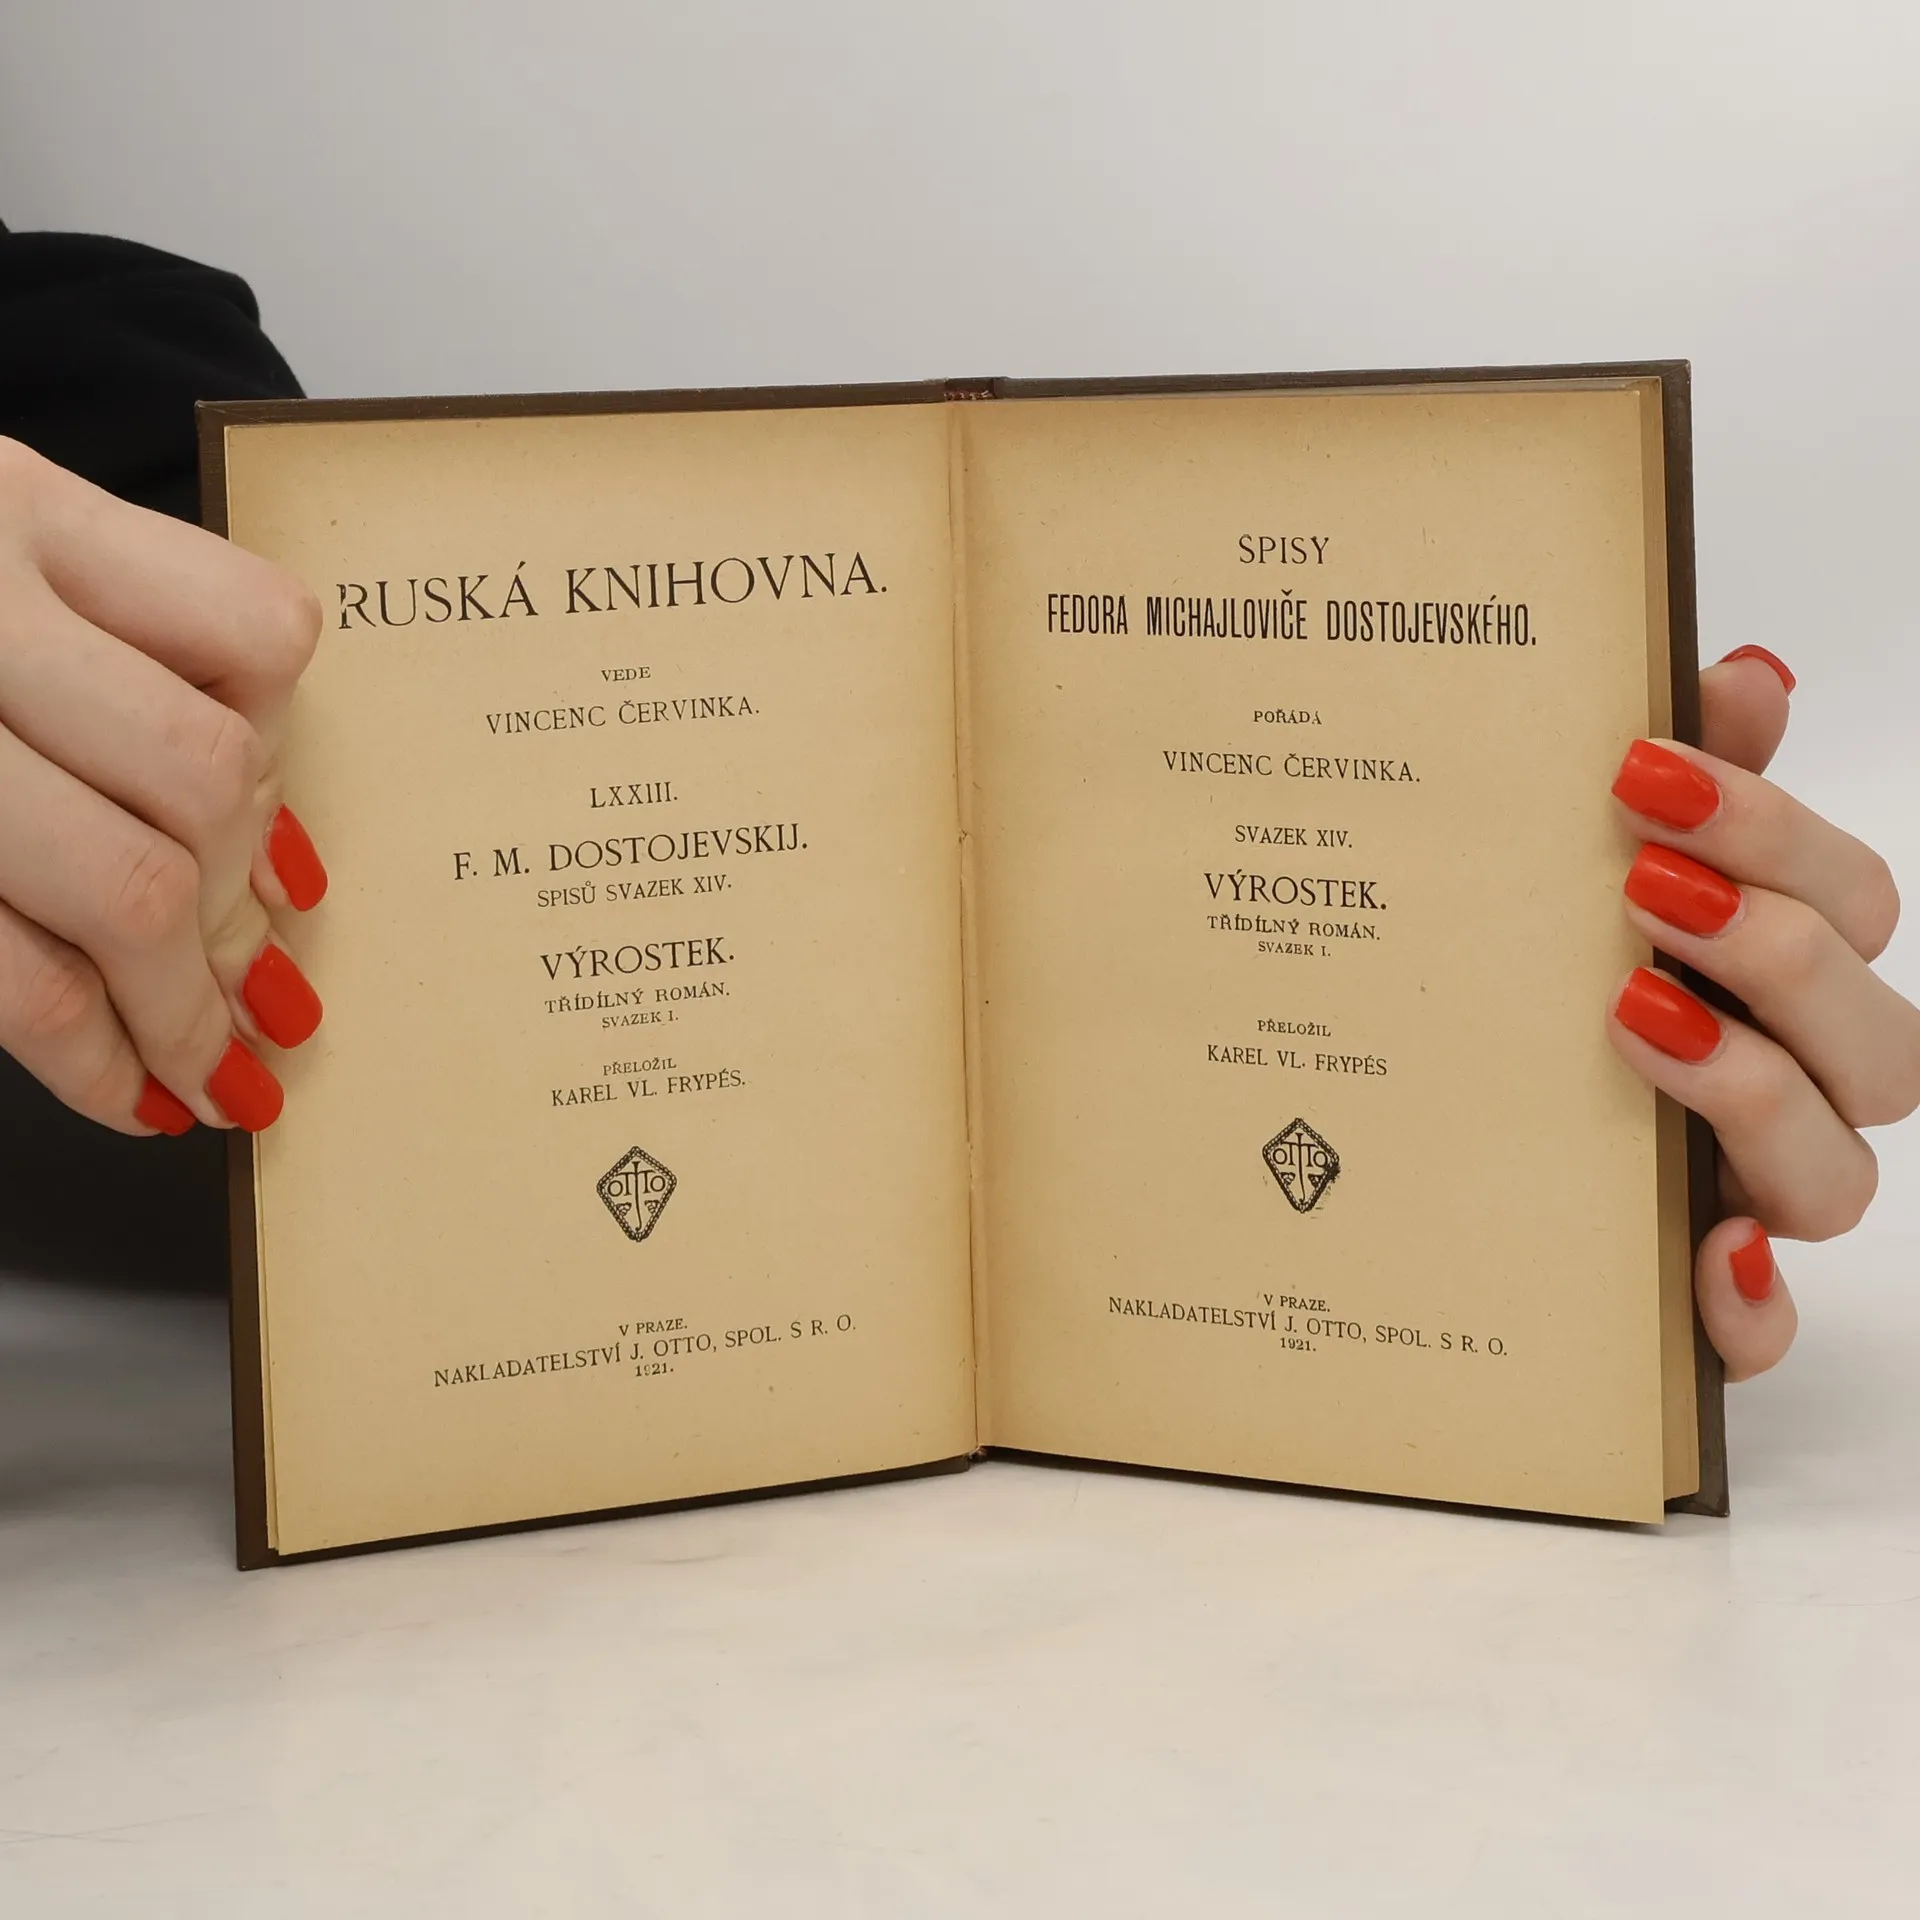 RUSKÁ KNIHOVNA.
VEDE
VINCENC ČERVINKA.
LXXIII.
F. M. DOSTOJEVSKIJ.
SPISŮ SVAZEK XIV.
VÝROSTEK.
TŘÍDÍLNÝ ROMÁN.
SVAZEK I.
PŘELOŽIL
KAREL VL. FRYPÉS.
OTTO
V PRAZE.
NAKLADATELSTVÍ J. OTTO, SPOL. S R. O.
1921.
SPISY
FEDORA MICHAJLOVIČE DOSTOJEVSKÉHO.
POŘÁDÁ
VINCENC ČERVINKA.
SVAZEK XIV.
VÝROSTEK.
TŘÍDÍLNÝ ROMÁN.
SVAZEK I.
PŘELOŽIL
KAREL VL. FRYPÉS
OTTO
V PRAZE.
NAKLADATELSTVÍ J. OTTO, SPOL. S R. O.
1921.